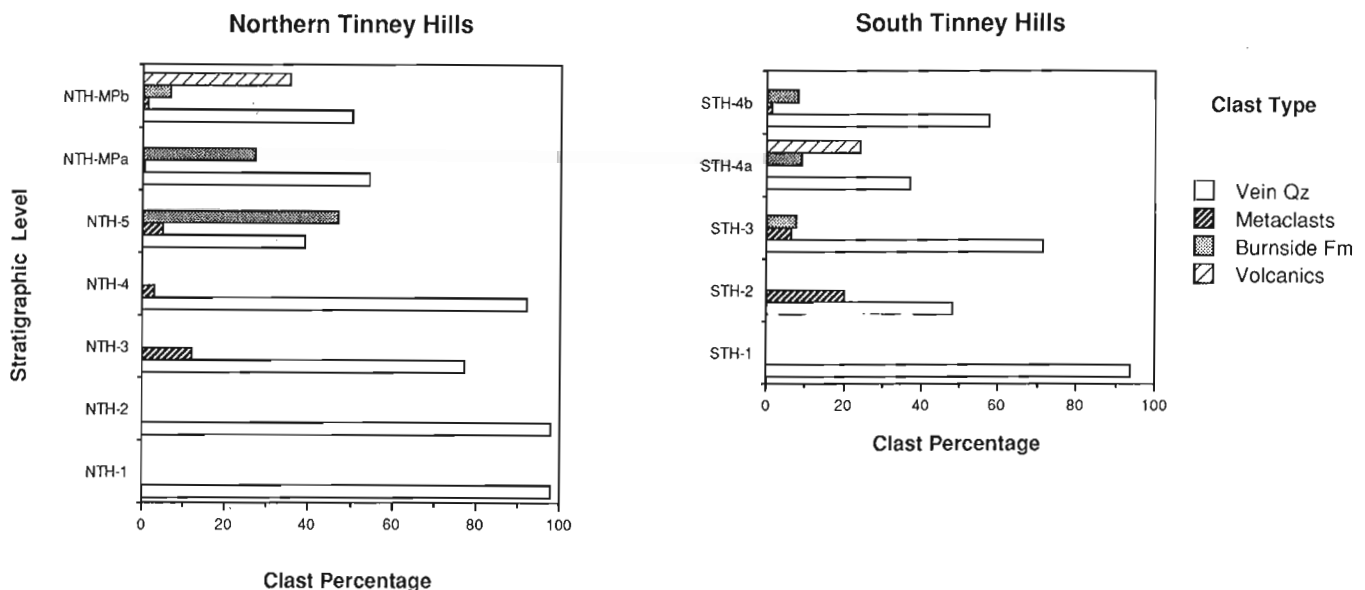 Northern Tinney Hills
Stratigraphic Level
NTH-MPb
NTH-MPa
NTH-5
NTH-4
NTH-3
NTH-2
NTH-1
0 20 40 60 80 100
Clast Percentage
South Tinney Hills
STH-4b
STH-4a
STH-3
STH-2
STH-1
0 20 40 60 80 100
Clast Percentage
Clast Type
Vein Qz
Metaclasts
Burnside Fm
Volcanics